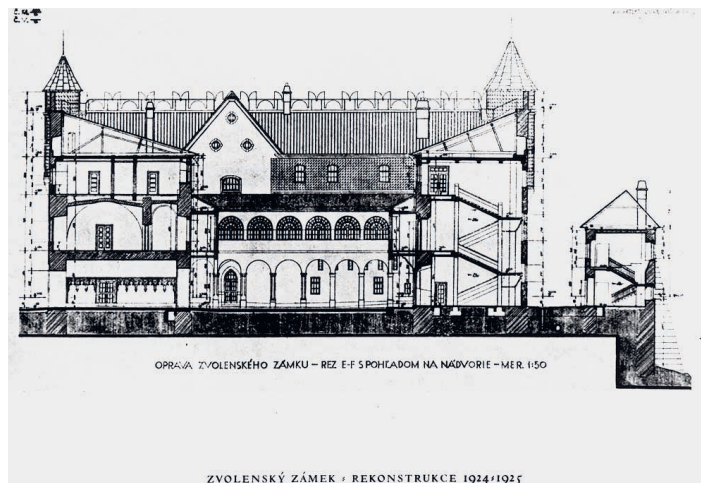 OPRAVA ZVOLENSKÉHO ZÁMKU – REZ E-F S POHĽADOM NA NÁDVORIE – MER. 1:50
ZVOLENSKÝ ZÁMEK : REKONSTRUKCE 1924:1925